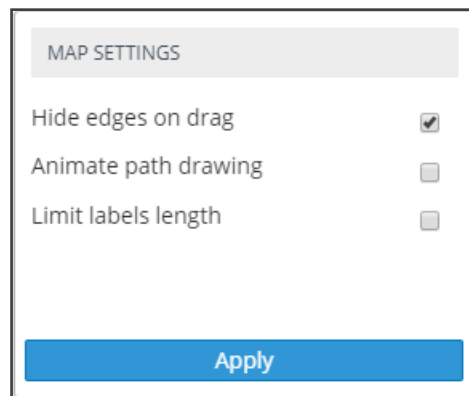 MAP SETTINGS
Hide edges on drag
Animate path drawing
Limit labels length
Apply